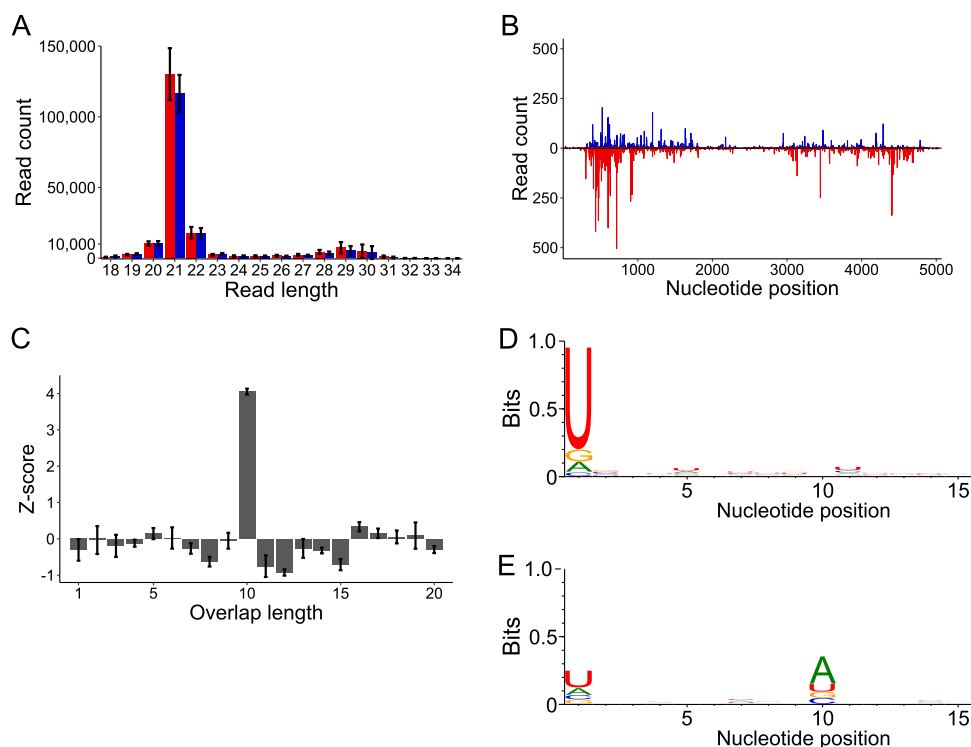 A
150,000
100,000
50,000
10,000
0
Read count
18 19 20 21 22 23 24 25 26 27 28 29 30 31 32 33 34
Read length
B
500
250
0
250
500
Read count
1000 2000 3000 4000 5000
Nucleotide position
C
4
3
2
1
0
-1
Z-score
1 5 10 15 20
Overlap length
D
1.0
0.5
0
Bits
U
G
A
5 10 15
Nucleotide position
E
1.0
0.5
0
Bits
U
A
C
G
A
U
G
C
5 10 15
Nucleotide position